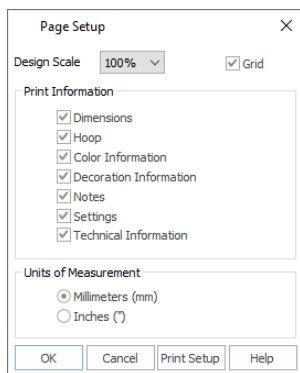 Page Setup
Design Scale 100% Grid
Print Information
Dimensions
Hoop
Color Information
Decoration Information
Notes
Settings
Technical Information
Units of Measurement
Millimeters (mm)
Inches (")
OK Cancel Print Setup Help